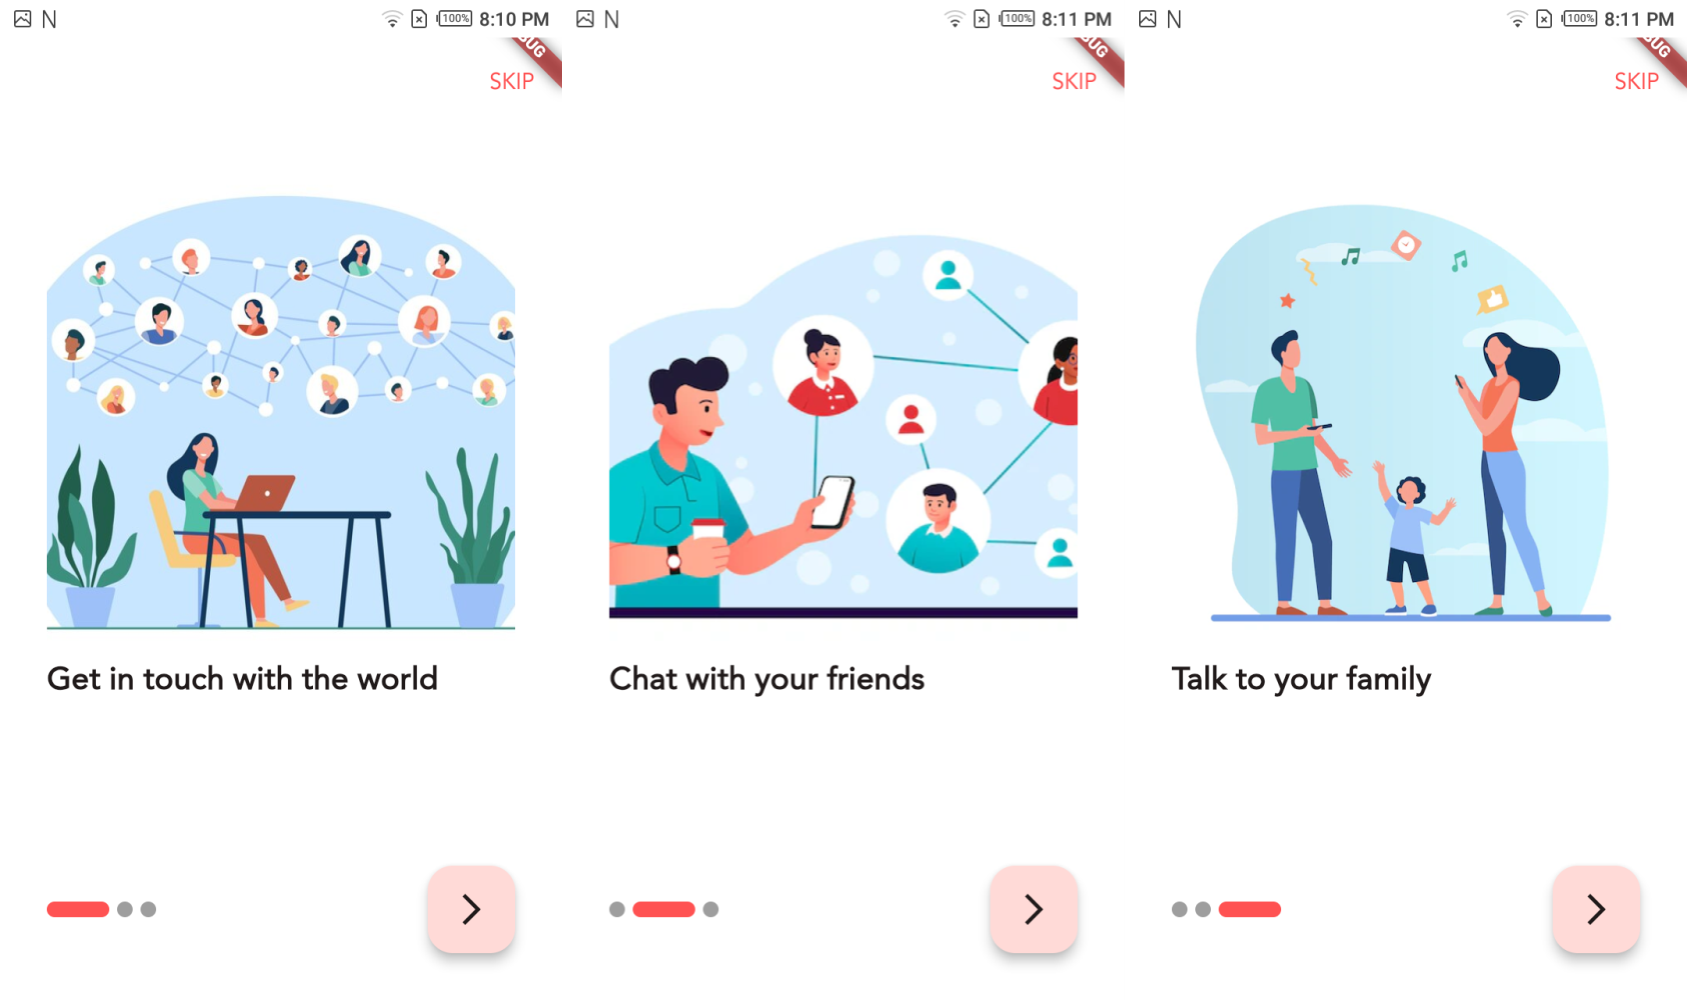 N 100% 8:10 PM
SKIP
Get in touch with the world
N 100% 8:11 PM
SKIP
Chat with your friends
N 100% 8:11 PM
SKIP
Talk to your family